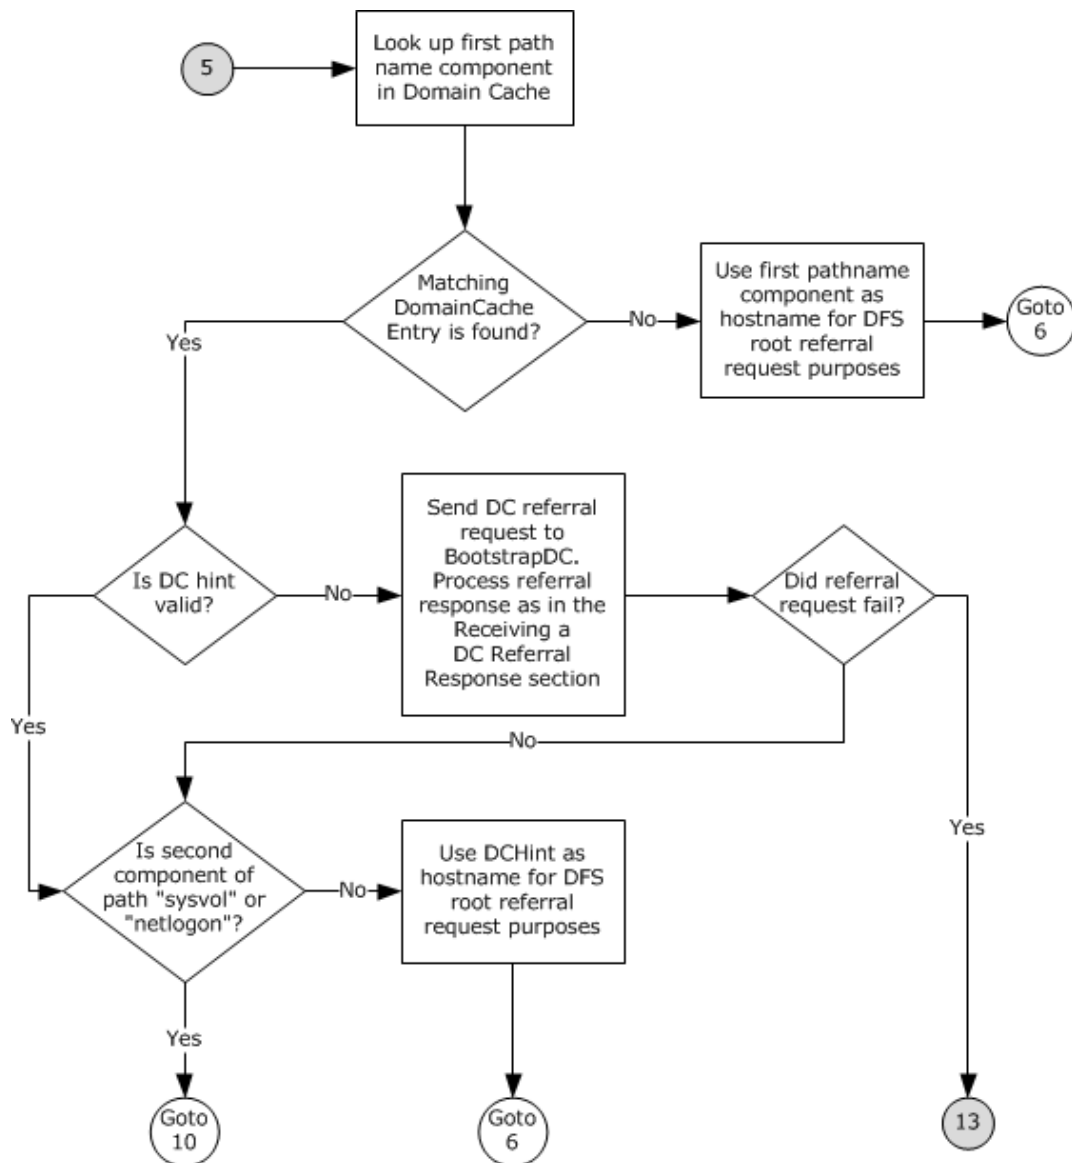 5
Look up first path
name component
in Domain Cache
Matching
DomainCache
Entry is found?
No
Use first pathname
component as
hostname for DFS
root referral
request purposes
Goto
6
Yes
Is DC hint
valid?
No
Send DC referral
request to
BootstrapDC.
Process referral
response as in the
Receiving a
DC Referral
Response section
Did referral
request fail?
Yes
No
Is second
component of
path "sysvol" or
"netlogon"?
No
Use DCHint as
hostname for DFS
root referral
request purposes
Yes
Yes
Goto
10
Goto
6
13